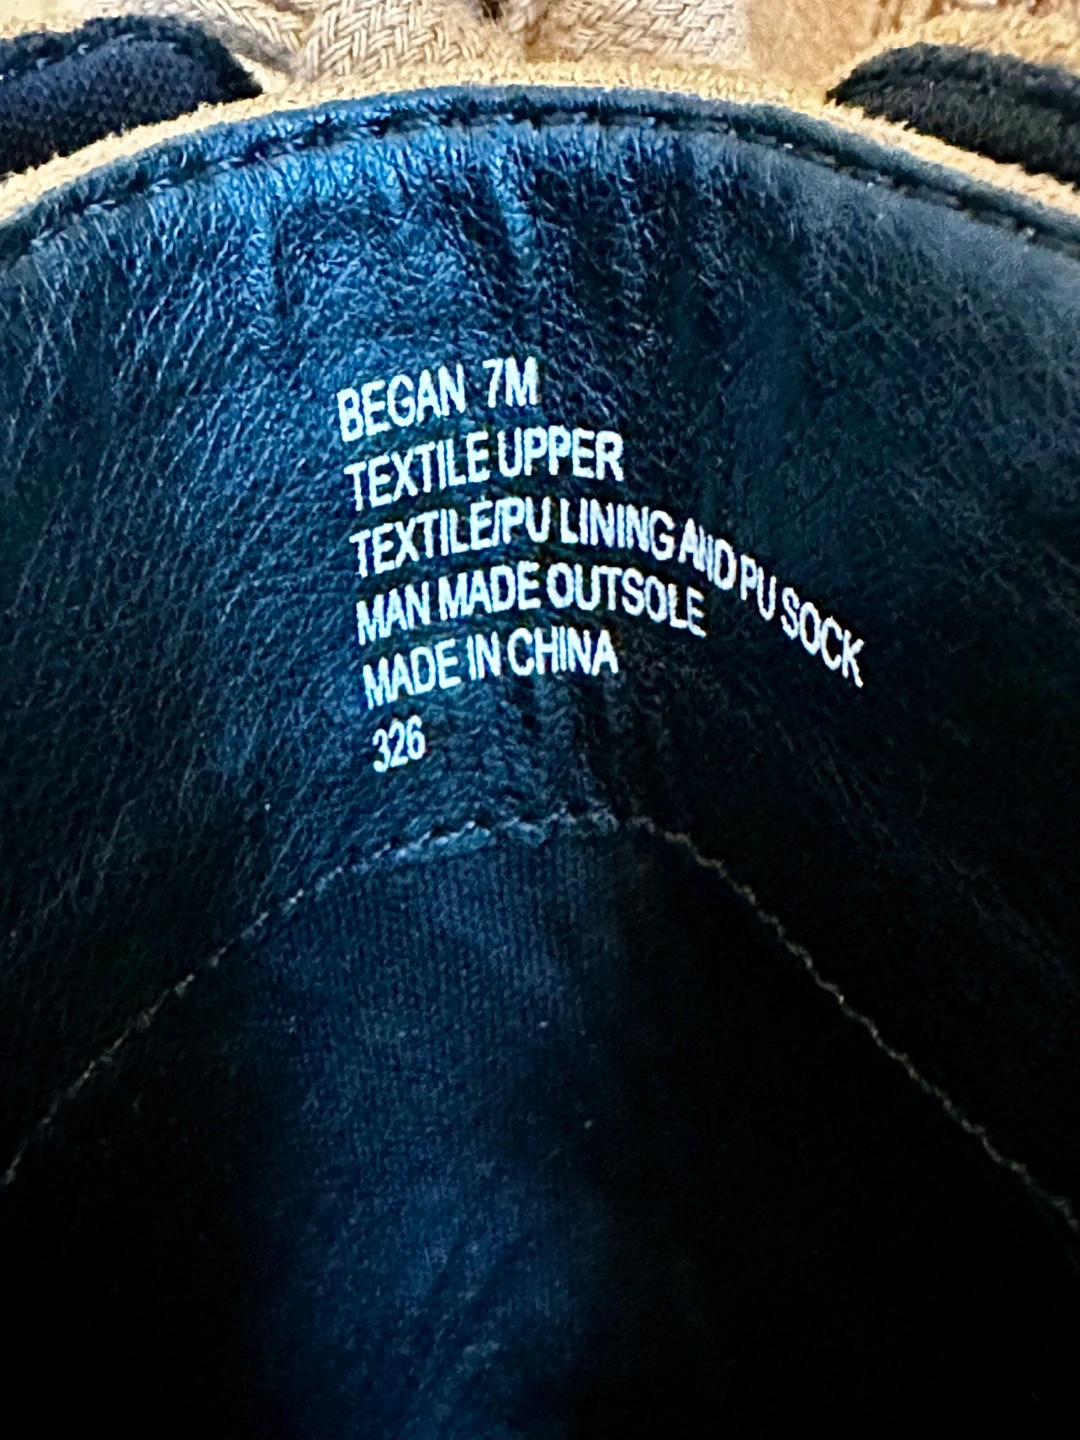 BEGAN 7M
TEXTILE UPPER
TEXTILE/PU LINING AND PU SOCK
MAN MADE OUTSOLE
MADE IN CHINA
326